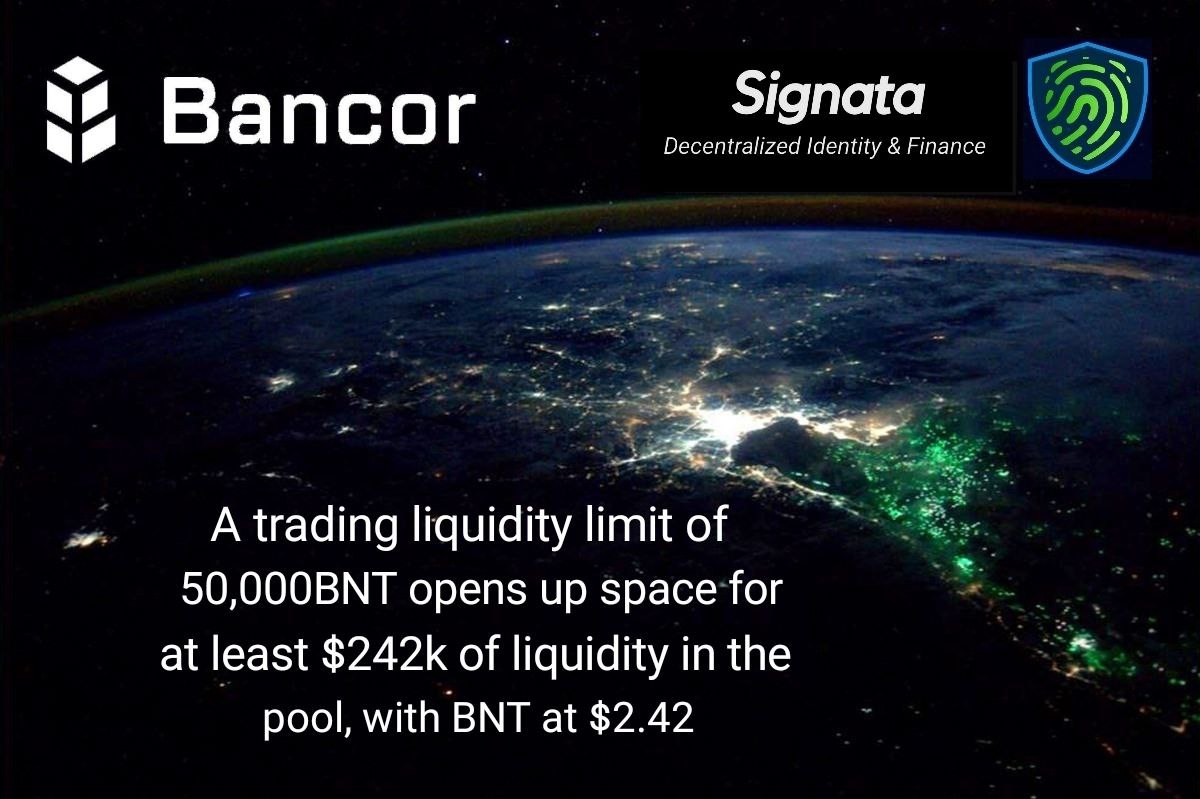 Bancor
Signata
Decentralized Identity & Finance
A trading liquidity limit of
50,000BNT opens up space for
at least $242k of liquidity in the
pool, with BNT at $2.42